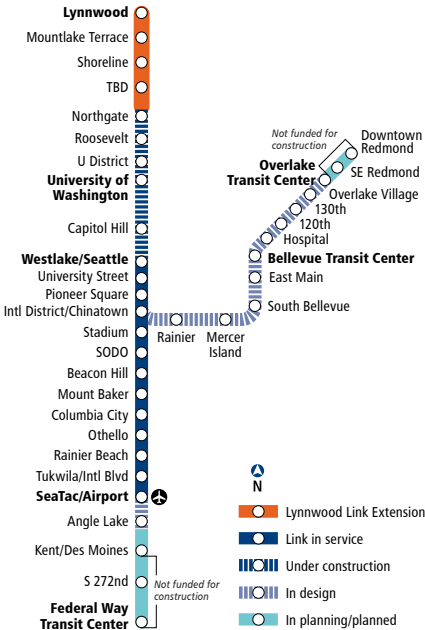 Lynnwood
Mountlake Terrace
Shoreline
TBD
Northgate
Roosevelt
U District
University of
Washington
Capitol Hill
Westlake/Seattle
University Street
Pioneer Square
Intl District/Chinatown
Stadium
SODO
Beacon Hill
Mount Baker
Columbia City
Othello
Rainier Beach
Tukwila/Intl Blvd
SeaTac/Airport
Angle Lake
Kent/Des Moines
S 272nd
Federal Way
Transit Center
Not funded for
construction
Not funded for
construction
Downtown
Redmond
SE Redmond
Overlake
Transit Center
Overlake Village
130th
120th
Hospital
Bellevue Transit Center
East Main
South Bellevue
Rainier
Mercer
Island
N
Lynnwood Link Extension
Link in service
Under construction
In design
In planning/planned